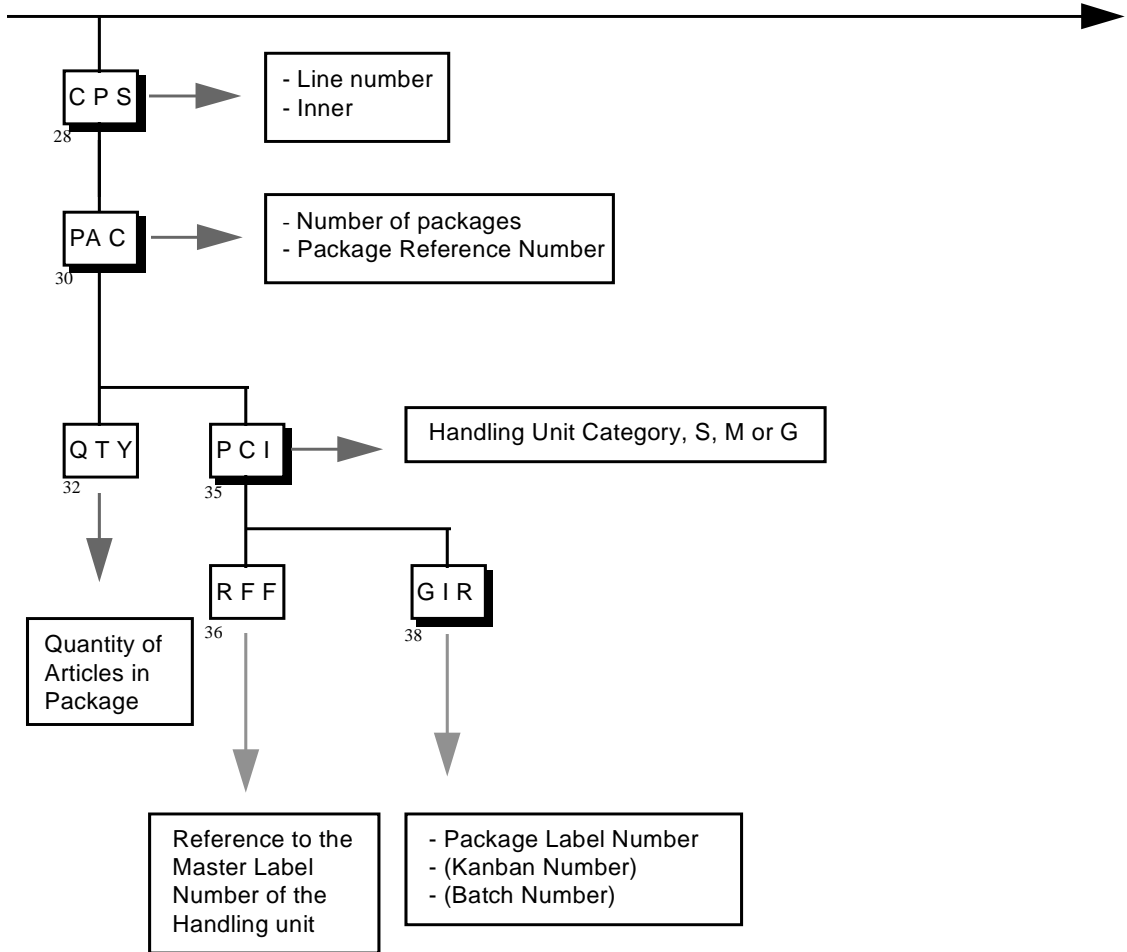 C P S
28
- Line number
- Inner
PA C
30
- Number of packages
- Package Reference Number
Q T Y
32
P C I
35
Handling Unit Category, S, M or G
R F F
36
G I R
38
Quantity of
Articles in
Package
Reference to the
Master Label
Number of the
Handling unit
- Package Label Number
- (Kanban Number)
- (Batch Number)